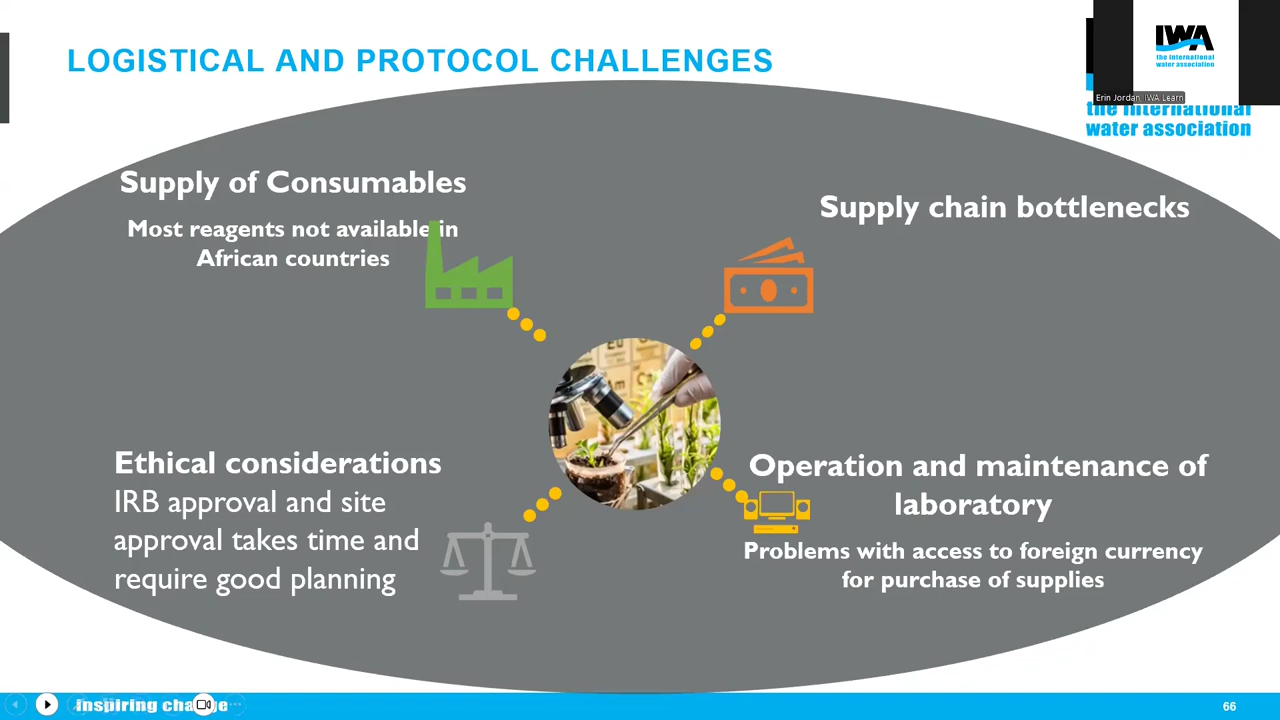 LOGISTICAL AND PROTOCOL CHALLENGES
IWA
the international
water association
Erin Jordan, IWA Learn
the international
water association
Supply of Consumables
Most reagents not available in
African countries
Supply chain bottlenecks
Ethical considerations
IRB approval and site
approval takes time and
require good planning
Operation and maintenance of
laboratory
Problems with access to foreign currency
for purchase of supplies
inspiring change
66